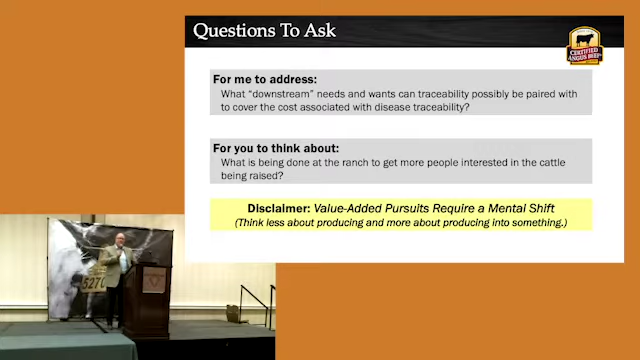 Questions To Ask
CERTIFIED
ANGUS BEEF
For me to address:
What “downstream” needs and wants can traceability possibly be paired with
to cover the cost associated with disease traceability?
For you to think about:
What is being done at the ranch to get more people interested in the cattle
being raised?
Disclaimer: Value-Added Pursuits Require a Mental Shift
(Think less about producing and more about producing into something.)
5270